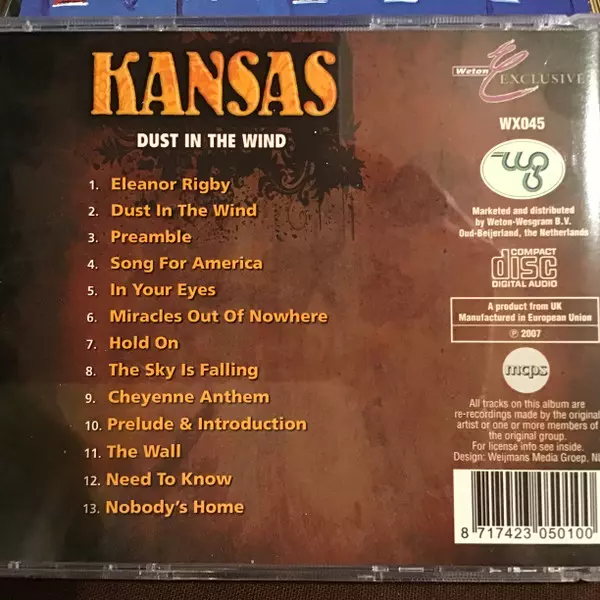 KANSAS
DUST IN THE WIND
1. Eleanor Rigby
2. Dust In The Wind
3. Preamble
4. Song For America
5. In Your Eyes
6. Miracles Out Of Nowhere
7. Hold On
8. The Sky Is Falling
9. Cheyenne Anthem
10. Prelude & Introduction
11. The Wall
12. Need To Know
13. Nobody's Home
Weton
EXCLUSIVE
WX045
wg
Marketed and distributed
by Weton-Wesgram B.V.
Oud-Beijerland, the Netherlands
COMPACT
disc
DIGITAL AUDIO
A product from UK
Manufactured in European Union
℗ 2007
mcps
All tracks on this album are
re-recordings made by the original
artist or one or more members of
the original group.
For license info see inside.
Design: Weijmans Media Groep, NL
8 717423 050100